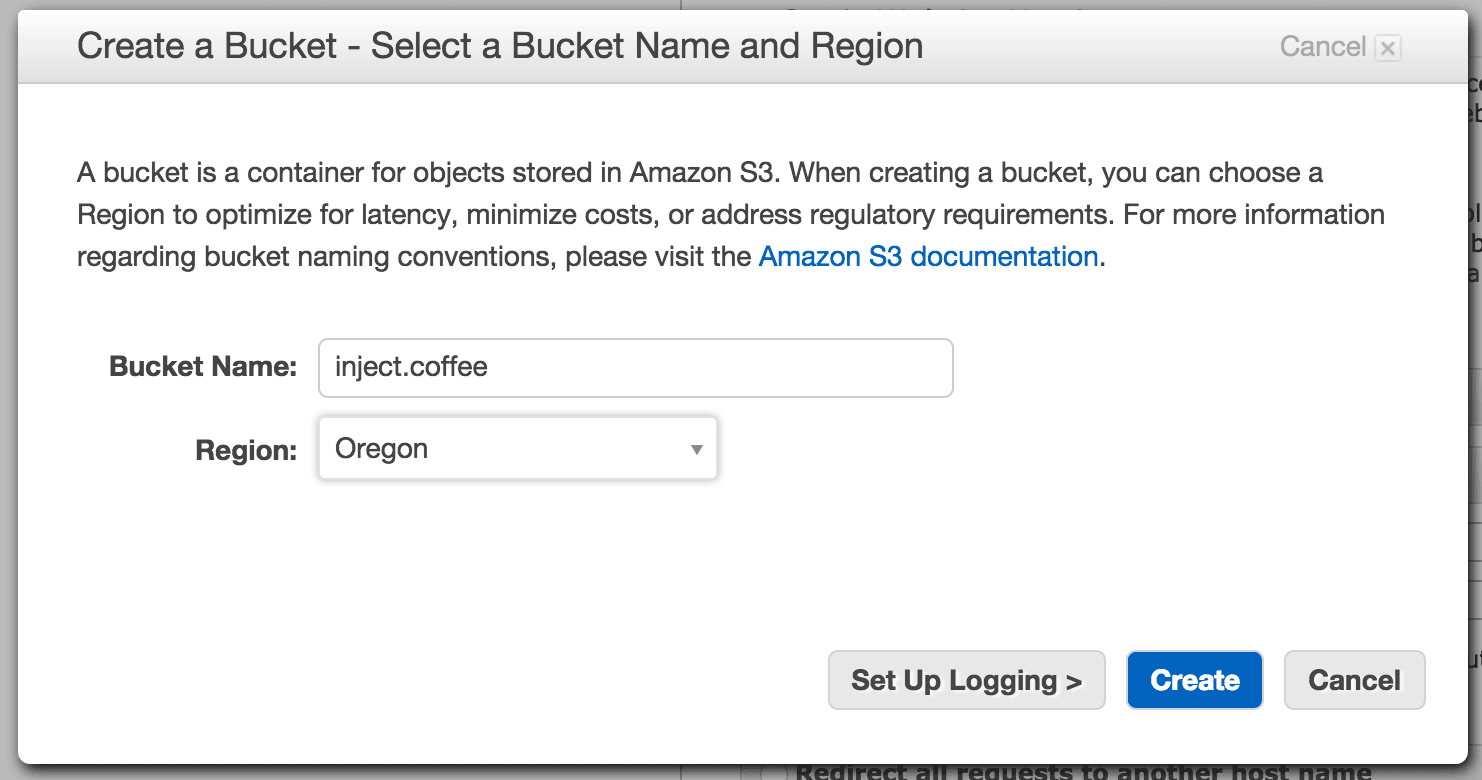 Create a Bucket - Select a Bucket Name and Region
Cancel
A bucket is a container for objects stored in Amazon S3. When creating a bucket, you can choose a
Region to optimize for latency, minimize costs, or address regulatory requirements. For more information
regarding bucket naming conventions, please visit the Amazon S3 documentation.
Bucket Name: inject.coffee
Region: Oregon
Set Up Logging > Create Cancel
Redirect all requests to another host name